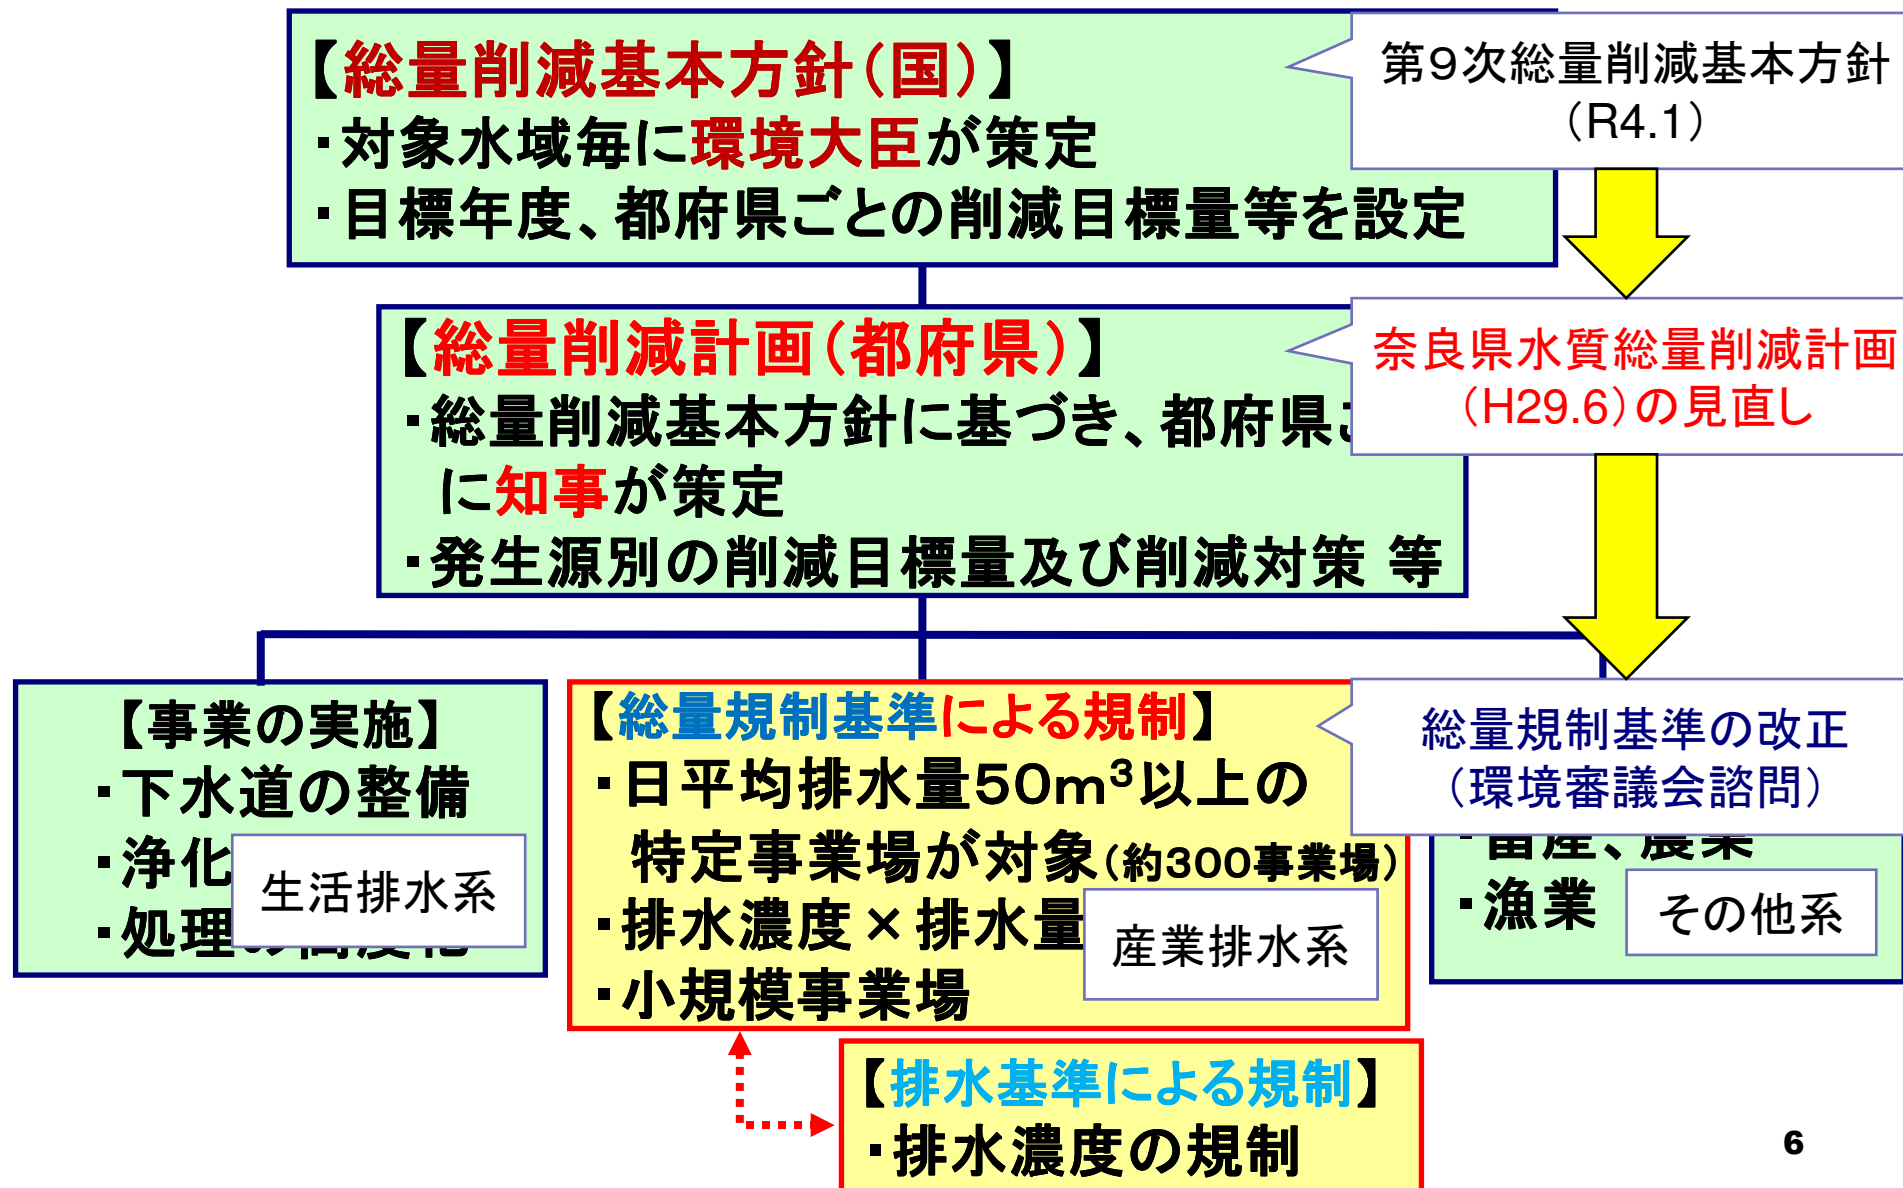 【総量削減基本方針(国)】
・対象水域毎に環境大臣が策定
・目標年度、都府県ごとの削減目標量等を設定
第9次総量削減基本方針
(R4.1)
【総量削減計画(都府県)】
・総量削減基本方針に基づき、都府県
に知事が策定
・発生源別の削減目標量及び削減対策 等
奈良県水質総量削減計画
(H29.6)の見直し
【事業の実施】
・下水道の整備
・浄化
・処理
生活排水系
【総量規制基準による規制】
・日平均排水量50m³以上の
特定事業場が対象(約300事業場)
・排水濃度×排水量
・小規模事業場
産業排水系
総量規制基準の改正
(環境審議会諮問)
・畜産、農業
・漁業
その他系
【排水基準による規制】
・排水濃度の規制
6